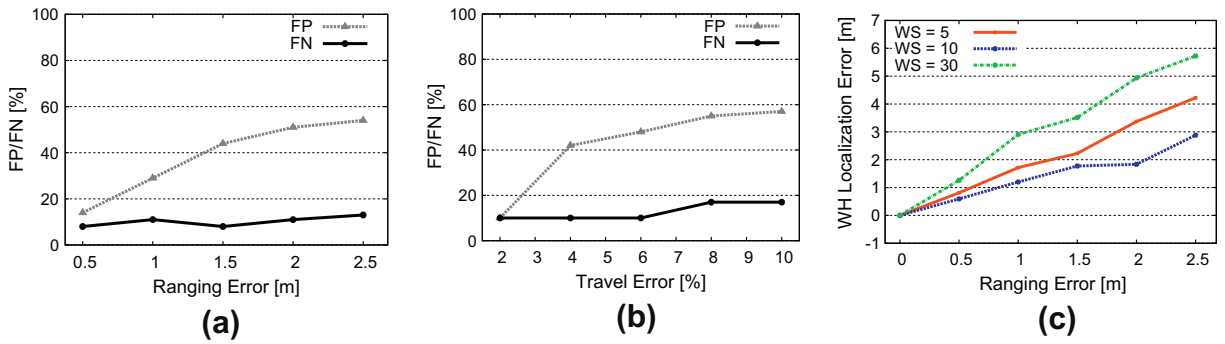 100
80
60
40
20
0
FP/FN [%]
FP
FN
0.5 1 1.5 2 2.5
Ranging Error [m]
(a)
100
80
60
40
20
0
FP/FN [%]
FP
FN
2 3 4 5 6 7 8 9 10
Travel Error [%]
(b)
7
6
5
4
3
2
1
0
-1
WH Localization Error [m]
WS = 5
WS = 10
WS = 30
0 0.5 1 1.5 2 2.5
Ranging Error [m]
(c)